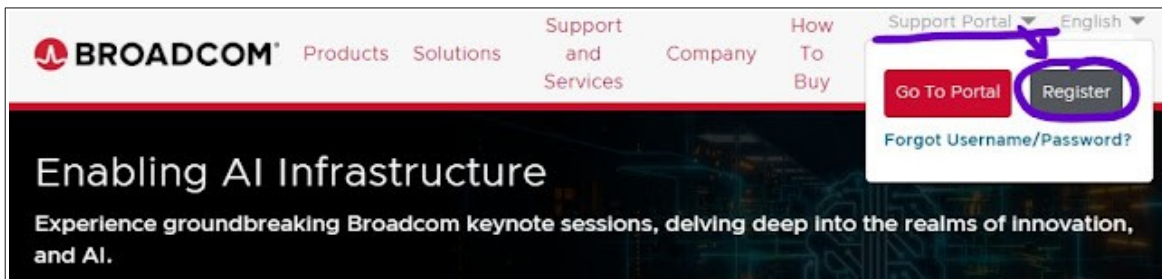 BROADCOM®
Products
Solutions
Support
and
Services
Company
How
To
Buy
Support Portal
English
Go To Portal
Register
Forgot Username/Password?
Enabling AI Infrastructure
Experience groundbreaking Broadcom keynote sessions, delving deep into the realms of innovation,
and AI.